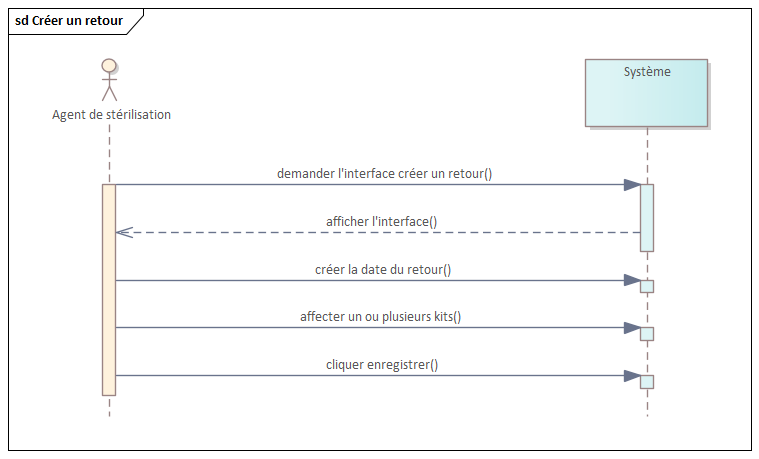 sd Créer un retour
Agent de stérilisation
Système
demander l'interface créer un retour()
afficher l'interface()
créer la date du retour()
affecter un ou plusieurs kits()
cliquer enregistrer()